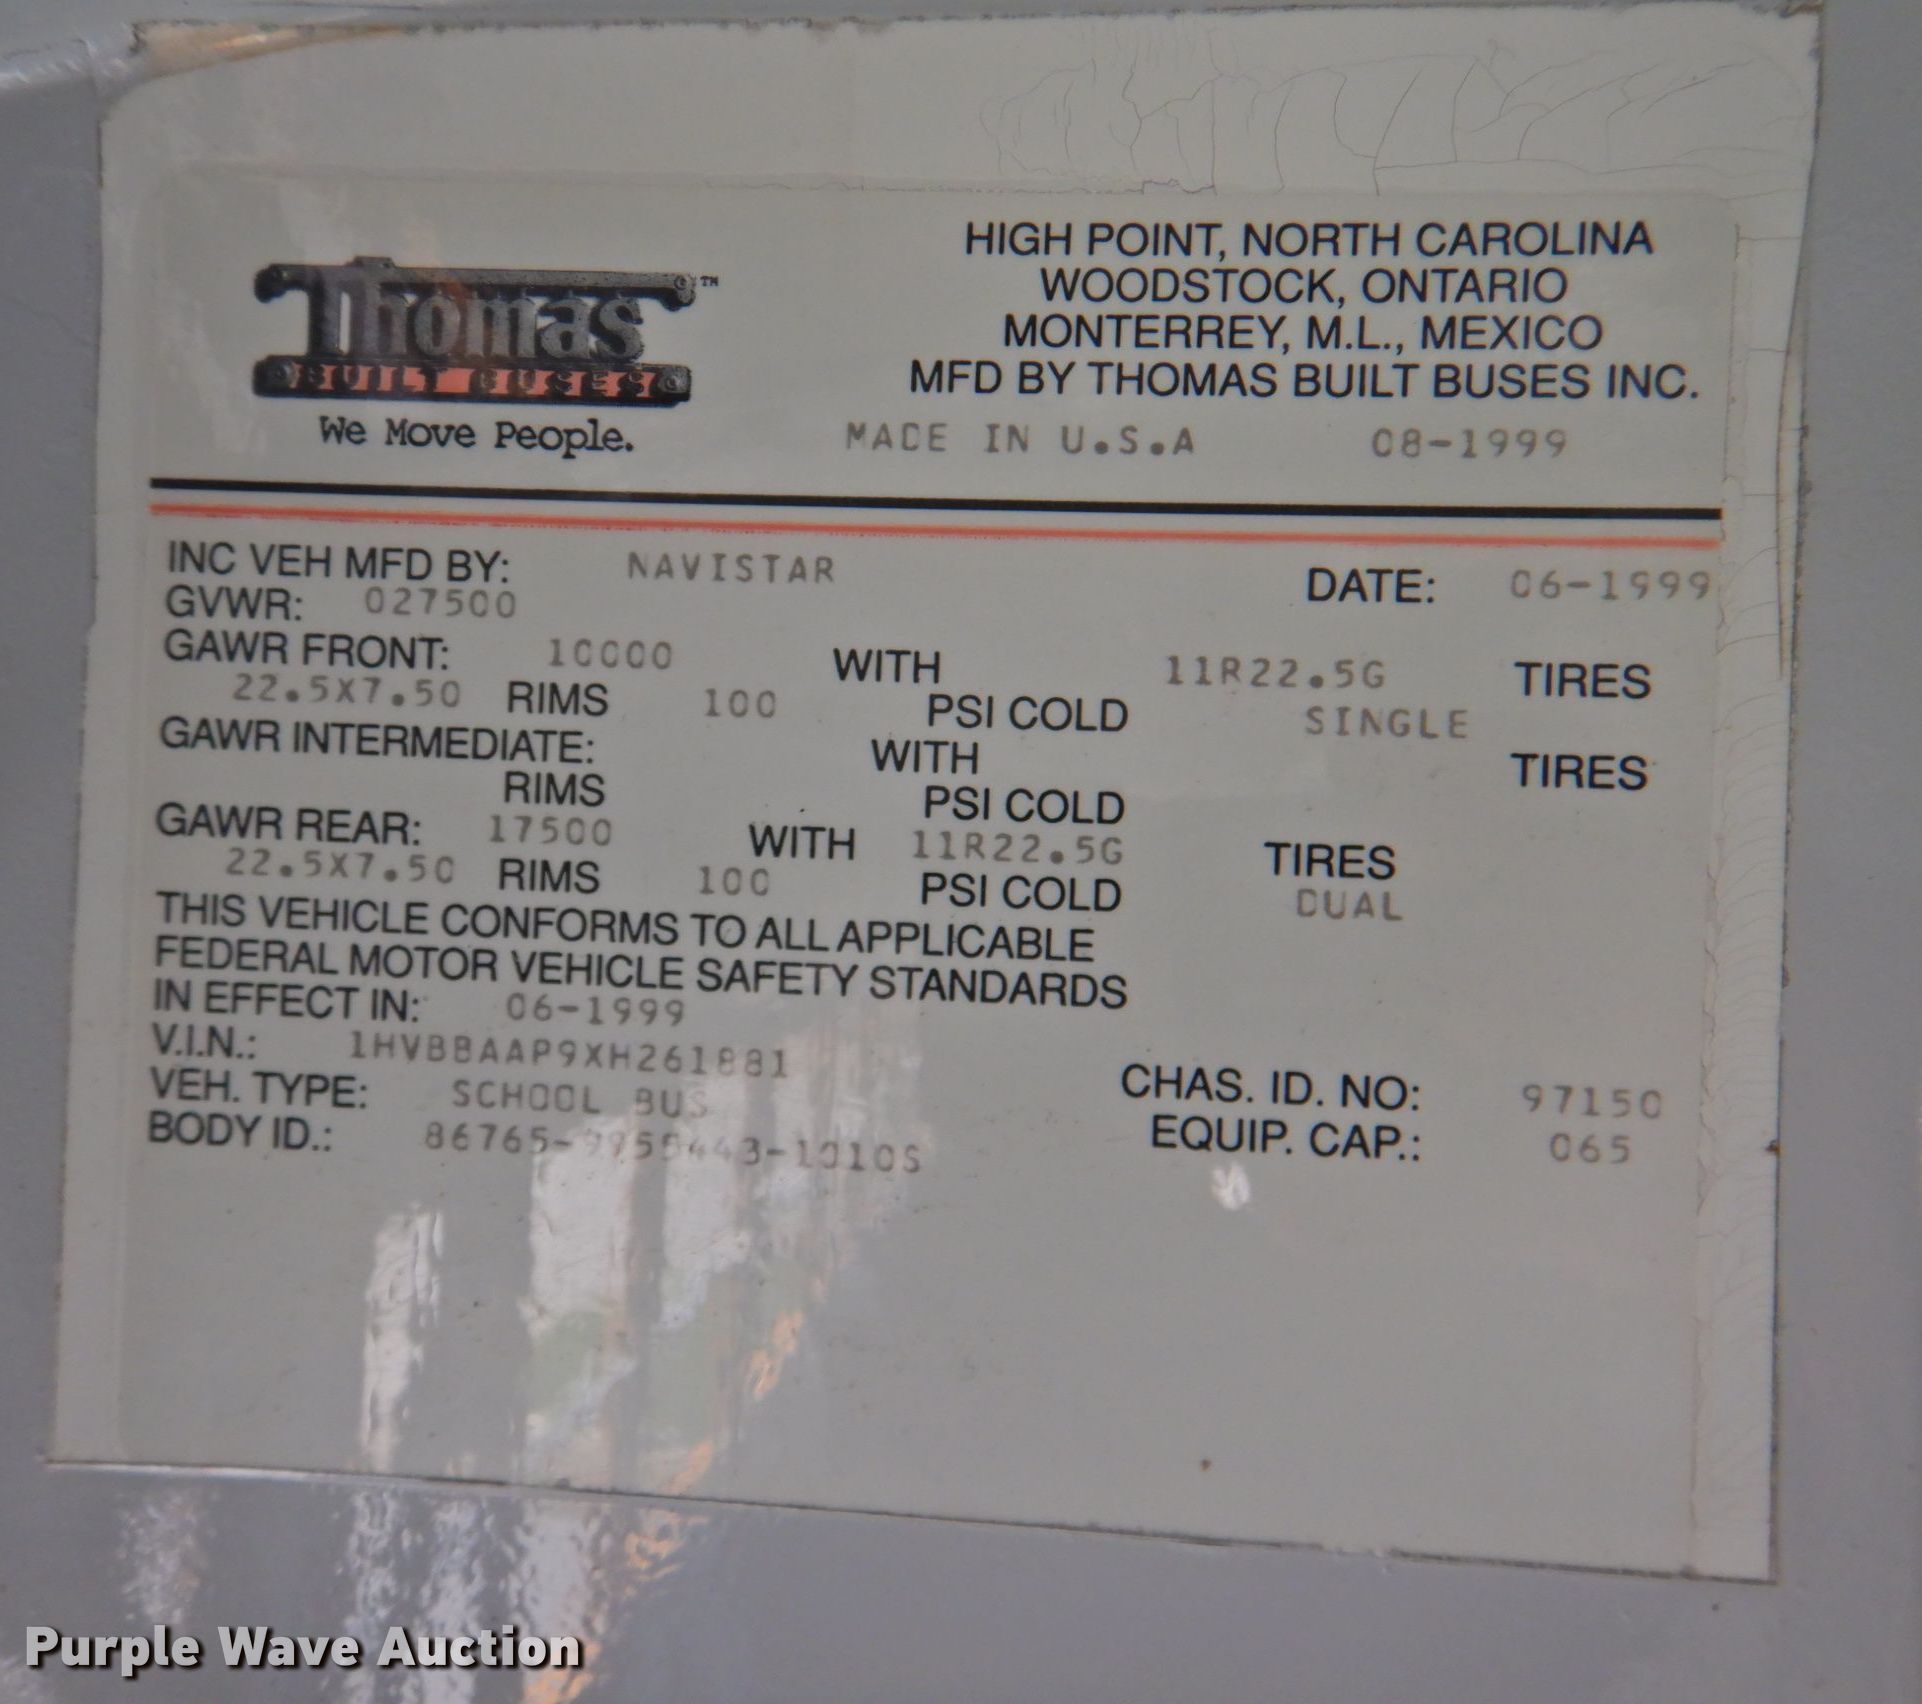 Thomas™
BUILT BUSES
We Move People.
HIGH POINT, NORTH CAROLINA
WOODSTOCK, ONTARIO
MONTERREY, M.L., MEXICO
MFD BY THOMAS BUILT BUSES INC.
MADE IN U.S.A 08-1999
INC VEH MFD BY: NAVISTAR DATE: 06-1999
GVWR: 027500
GAWR FRONT: 10000 WITH 11R22.5G TIRES
22.5X7.50 RIMS 100 PSI COLD SINGLE
GAWR INTERMEDIATE: WITH TIRES
RIMS PSI COLD
GAWR REAR: 17500 WITH 11R22.5G TIRES
22.5X7.50 RIMS 100 PSI COLD DUAL
THIS VEHICLE CONFORMS TO ALL APPLICABLE
FEDERAL MOTOR VEHICLE SAFETY STANDARDS
IN EFFECT IN: 06-1999
V.I.N.: 1HVBBAAP9XH261881
VEH. TYPE: SCHOOL BUS CHAS. ID. NO: 97150
BODY ID.: EQUIP. CAP.: 065
Purple Wave Auction